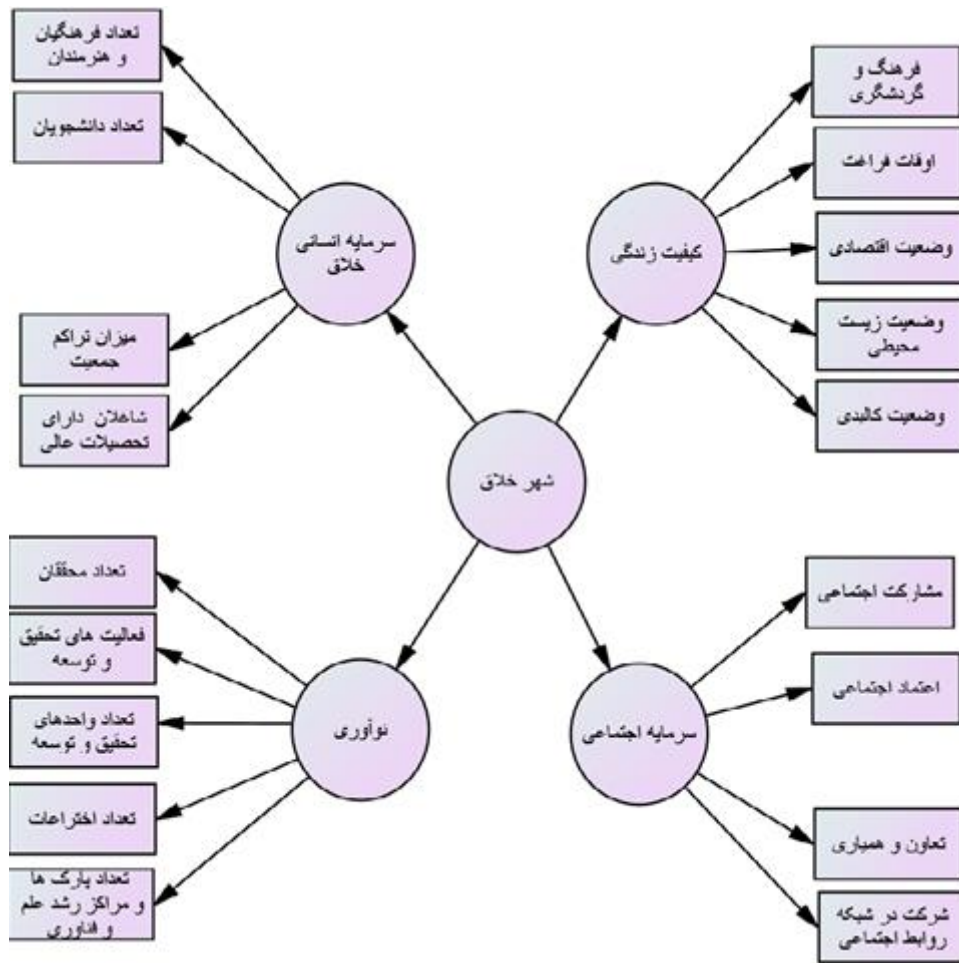 تعداد فرهنگیان
و هنرمندان
تعداد دانشجویان
سرمایه انسانی
خلاق
میزان تراکم
جمعیت
شاهلان دارای
تحصیلات عالی
فرهنگ و
گردشگری
اوقات فراغت
وضعیت اقتصادی
وضعیت زیست
محیطی
وضعیت کالبدی
کیفیت زندگی
شهر خلاق
تعداد محققان
فعالیت های تحقیق
و توسعه
تعداد واحدهای
تحقیق و توسعه
تعداد اختراعات
تعداد پارک ها
و مراکز رشد علم
و فناوری
نوآوری
مشارکت اجتماعی
اعتماد اجتماعی
سرمایه اجتماعی
تعاون و همیاری
شرکت در شبکه
روابط اجتماعی